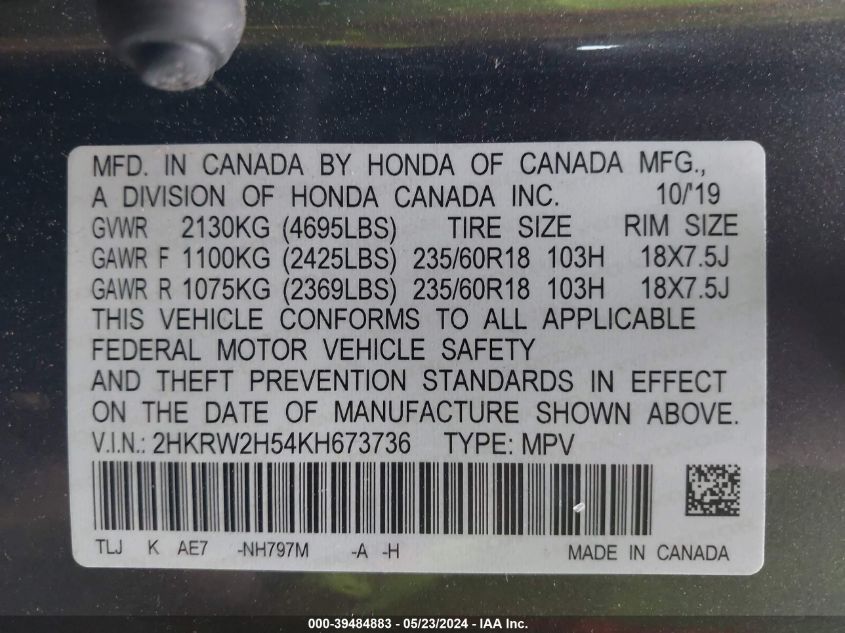 MFD. IN CANADA BY HONDA OF CANADA MFG.,
A DIVISION OF HONDA CANADA INC. 10/'19
GVWR 2130KG (4695LBS) TIRE SIZE RIM SIZE
GAWR F 1100KG (2425LBS) 235/60R18 103H 18X7.5J
GAWR R 1075KG (2369LBS) 235/60R18 103H 18X7.5J
THIS VEHICLE CONFORMS TO ALL APPLICABLE
FEDERAL MOTOR VEHICLE SAFETY
AND THEFT PREVENTION STANDARDS IN EFFECT
ON THE DATE OF MANUFACTURE SHOWN ABOVE.
V.I.N.: 2HKRW2H54KH673736 TYPE: MPV
TLJ K AE7 -NH797M -A -H MADE IN CANADA
000-39484883 - 05/23/2024 - IAA Inc.